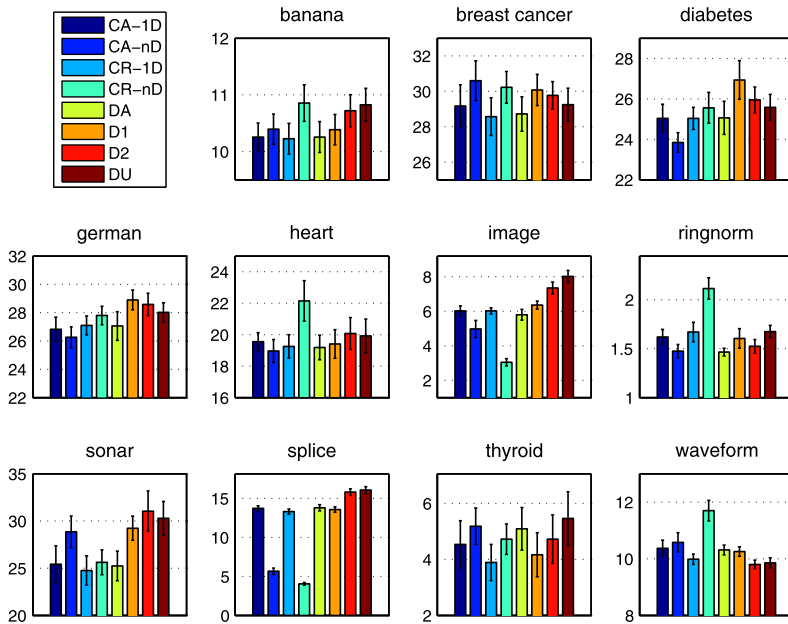 CA-1D
CA-nD
CR-1D
CR-nD
DA
D1
D2
DU
banana
12
11
10
breast cancer
32
30
28
26
diabetes
28
26
24
22
german
32
30
28
26
24
22
heart
24
22
20
18
16
image
8
6
4
2
ringnorm
2
1.5
1
sonar
35
30
25
20
splice
15
10
5
0
thyroid
6
4
2
waveform
12
10
8